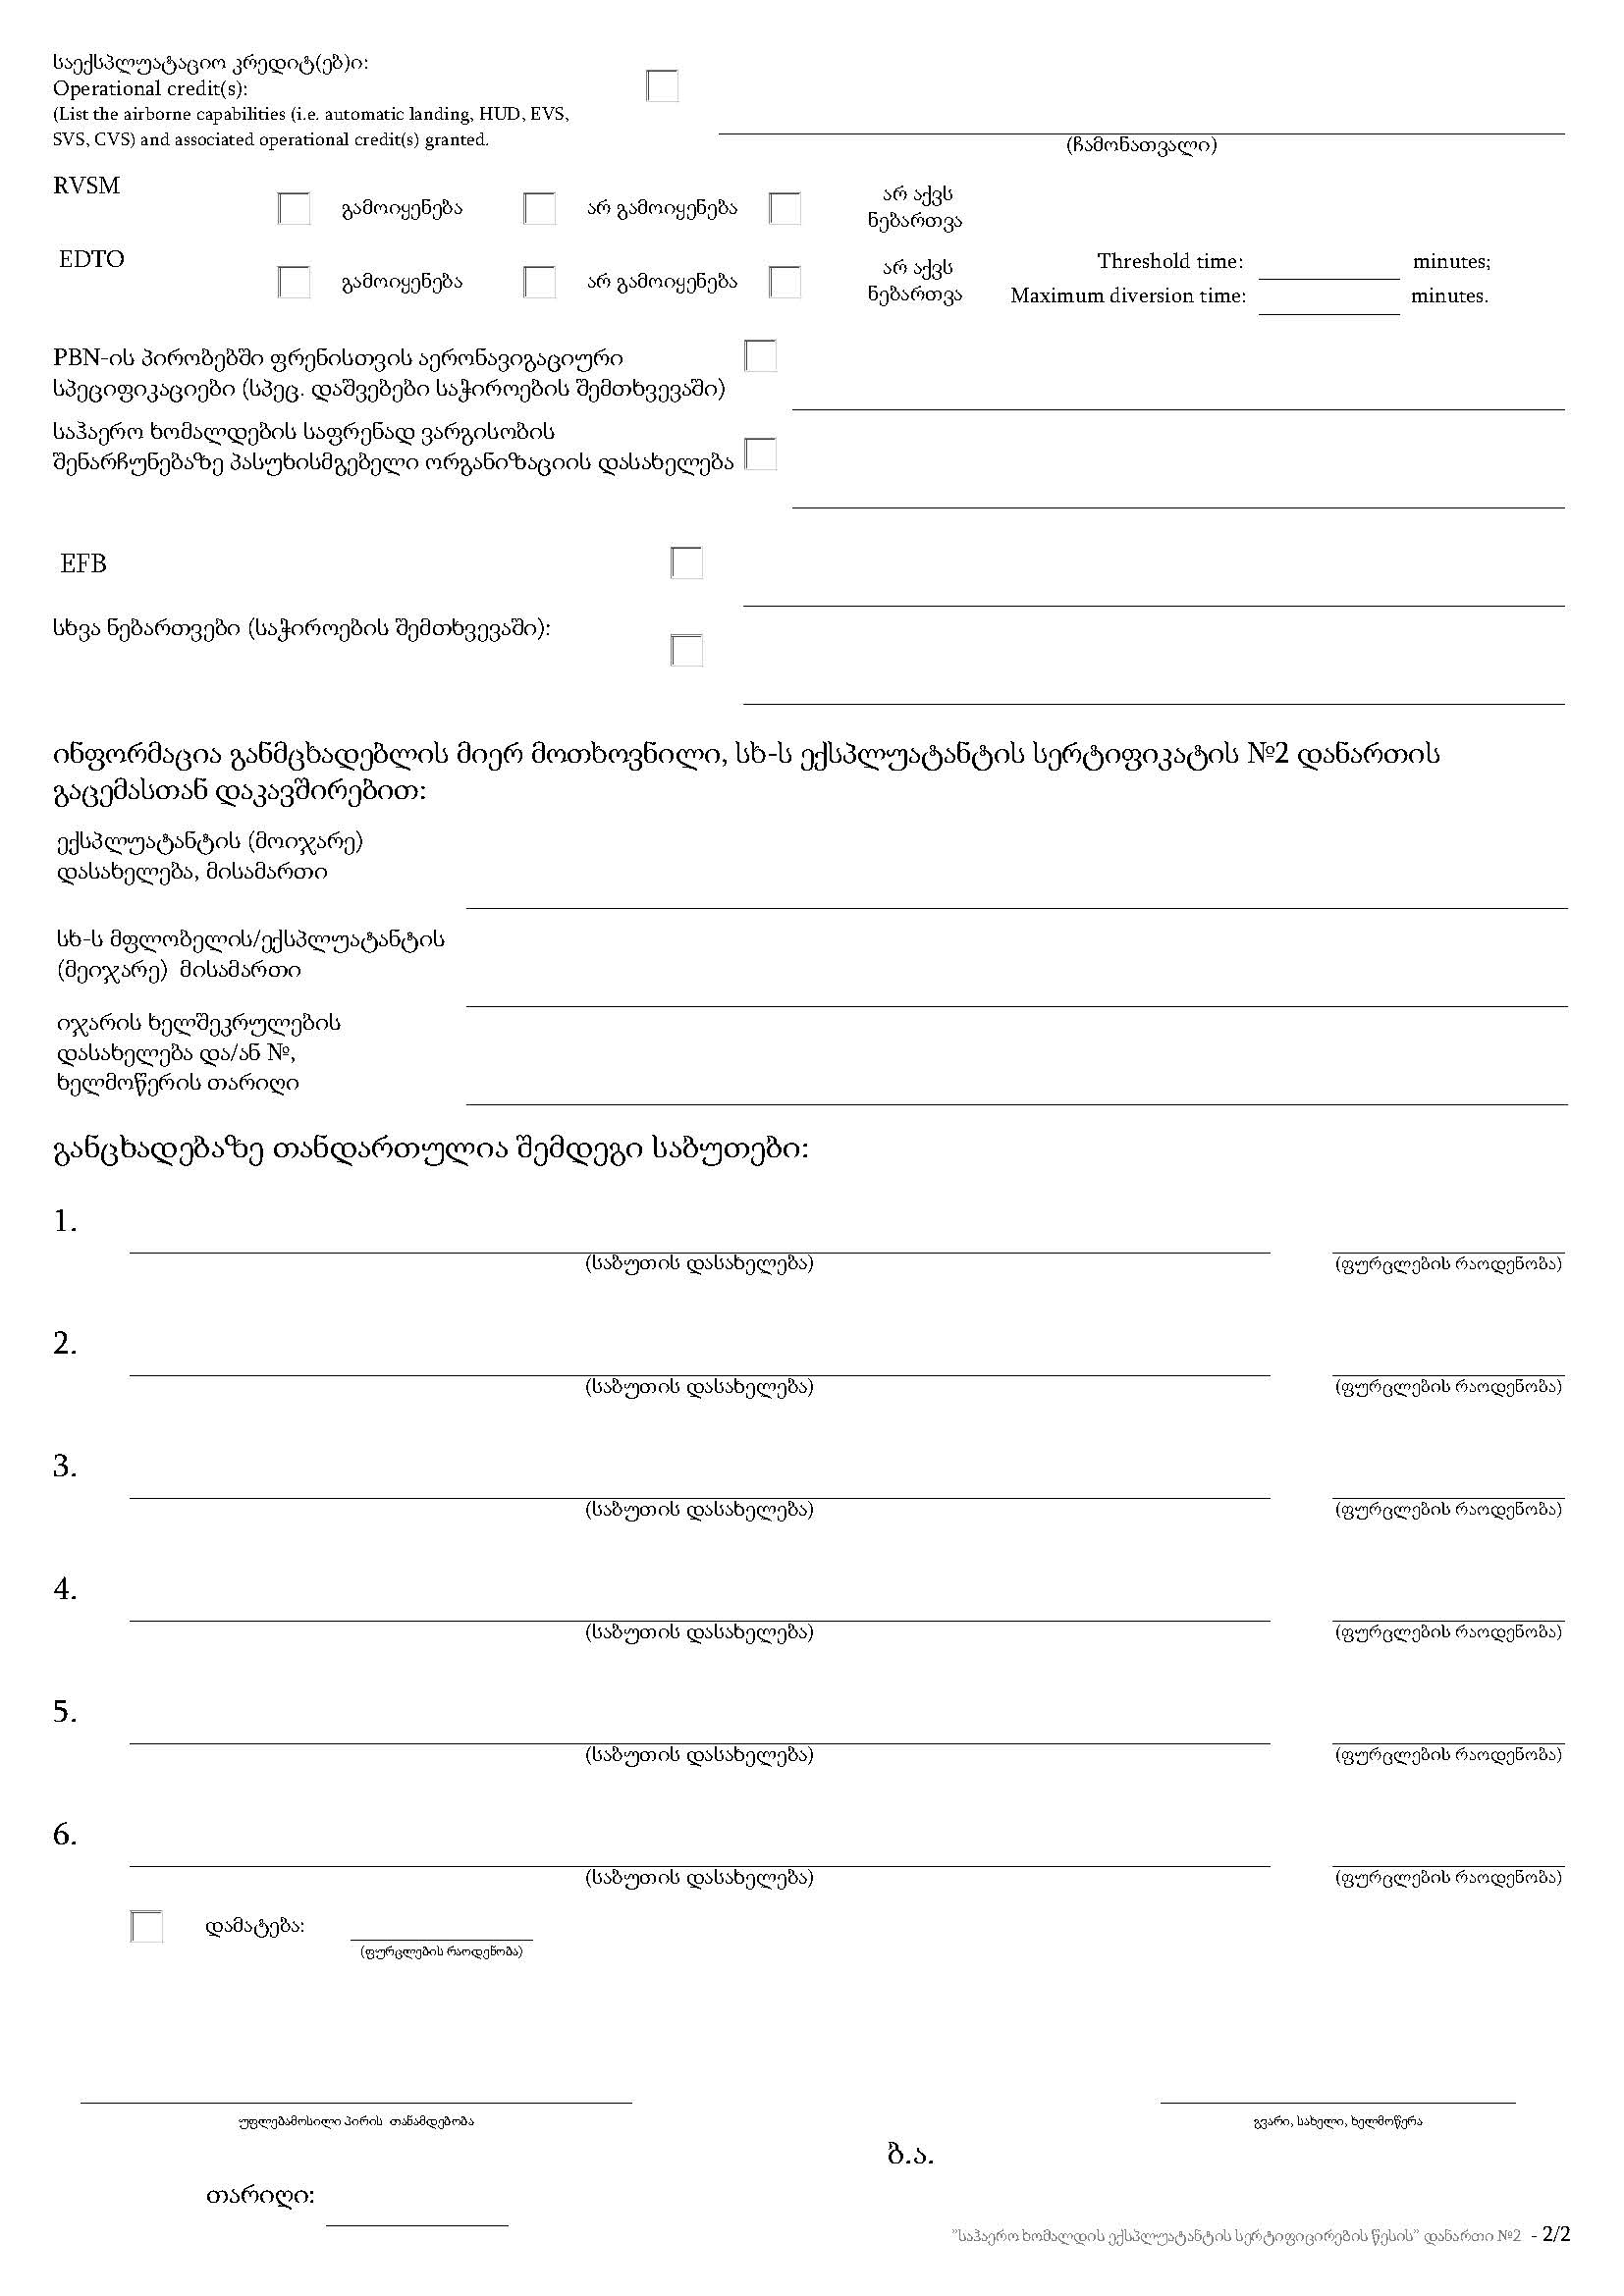 საექსპლუატაციო კრედიტ(ებ)ი:
Operational credit(s):
(List the airborne capabilities (i.e. automatic landing, HUD, EVS,
SVS, CVS) and associated operational credit(s) granted.
(ჩამონათვალი)
RVSM
გამოიყენება
არ გამოიყენება
არ აქვს
ნებართვა
EDTO
გამოიყენება
არ გამოიყენება
არ აქვს
ნებართვა
Threshold time: minutes;
Maximum diversion time: minutes.
PBN-ის პირობებში ფრენისთვის აერონავიგაციური
სპეციფიკაციები (სპეც. დაშვებები საჭიროების შემთხვევაში)
საჰაერო ხომალდების საფრენად ვარგისობის
შენარჩუნებაზე პასუხისმგებელი ორგანიზაციის დასახელება
EFB
სხვა ნებართვები (საჭიროების შემთხვევაში):
ინფორმაცია განმცხადებლის მიერ მოთხოვნილი, სხ-ს ექსპლუატანტის სერტიფიკატის №2 დანართის
გაცემასთან დაკავშირებით:
ექსპლუატანტის (მოიჯარე)
დასახელება, მისამართი
სხ-ს მფლობელის/ექსპლუატანტის
(მეიჯარე) მისამართი
იჯარის ხელშეკრულების
დასახელება და/ან №,
ხელმოწერის თარიღი
განცხადებაზე თანდართულია შემდეგი საბუთები:
1.
(საბუთის დასახელება) (ფურცლების რაოდენობა)
2.
(საბუთის დასახელება) (ფურცლების რაოდენობა)
3.
(საბუთის დასახელება) (ფურცლების რაოდენობა)
4.
(საბუთის დასახელება) (ფურცლების რაოდენობა)
5.
(საბუთის დასახელება) (ფურცლების რაოდენობა)
6.
(საბუთის დასახელება) (ფურცლების რაოდენობა)
დამატება:
(ფურცლების რაოდენობა)
უფლებამოსილი პირის თანამდებობა
გვარი, სახელი, ხელმოწერა
ბ.ა.
თარიღი:
"საჰაერო ხომალდის ექსპლუატანტის სერტიფიცირების წესის" დანართი №2 - 2/2